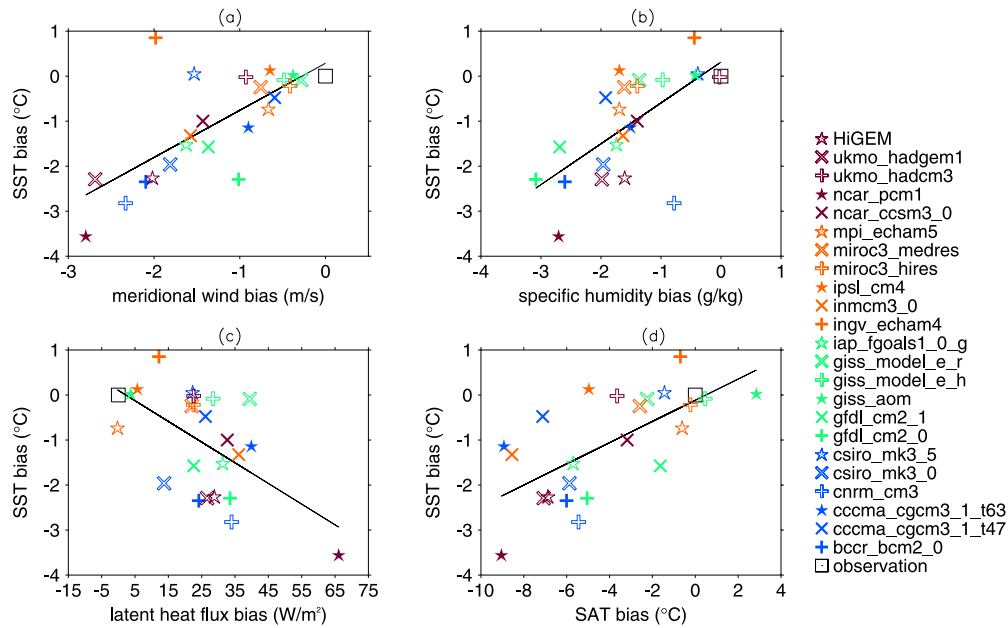 (a)
1
0
-1
-2
-3
-4
SST bias (°C)
-3
-2
-1
0
meridional wind bias (m/s)
(b)
1
0
-1
-2
-3
-4
SST bias (°C)
-4
-3
-2
-1
0
1
specific humidity bias (g/kg)
(c)
1
0
-1
-2
-3
-4
SST bias (°C)
-15
-5
5
15
25
35
45
55
65
75
latent heat flux bias (W/m²)
(d)
1
0
-1
-2
-3
-4
SST bias (°C)
-10
-8
-6
-4
-2
0
2
4
SAT bias (°C)
HiGEM
ukmo_hadgem1
ukmo_hadcm3
ncar_pcm1
ncar_ccsm3_0
mpi_echam5
miroc3_medres
miroc3_hires
ipsl_cm4
inmcm3_0
ingv_echam4
iap_fgoals1_0_g
giss_model_e_r
giss_model_e_h
giss_aom
gfdl_cm2_1
gfdl_cm2_0
csiro_mk3_5
csiro_mk3_0
cnrm_cm3
cccma_cgcm3_1_t63
cccma_cgcm3_1_t47
bccr_bcm2_0
observation